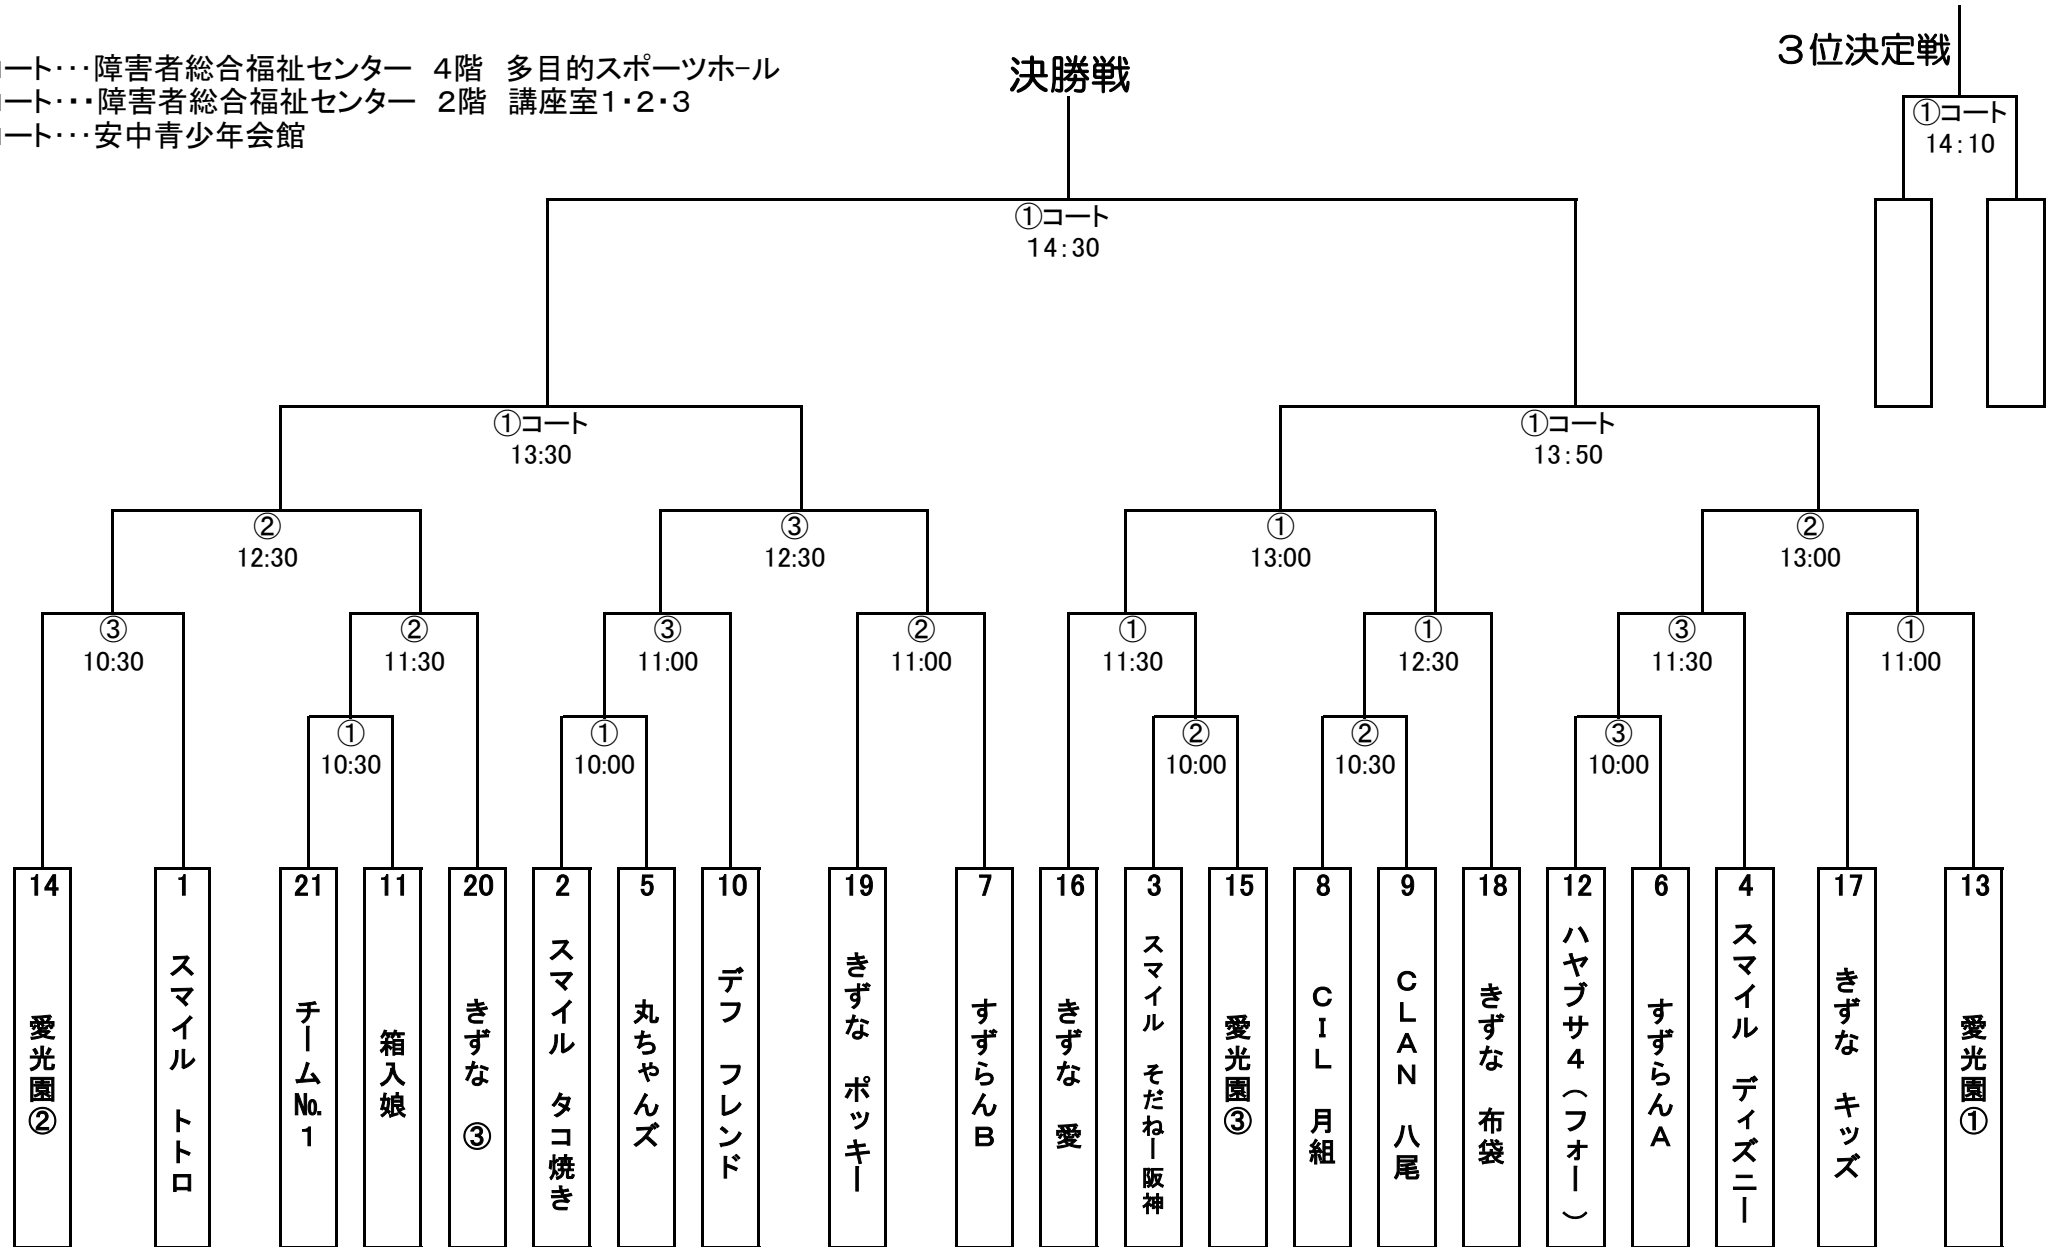 ート･･･障害者総合福祉センター　４階　多目的スポーツホール
ート･･･障害者総合福祉センター　２階　講座室１・２・３
ート･･･安中青少年会館
決勝戦
３位決定戦
①コート
14:10
①コート
14:30
①コート
13:30
①コート
13:50
②
12:30
③
12:30
①
13:00
②
13:00
③
10:30
②
11:30
③
11:00
②
11:00
①
11:30
①
12:30
③
11:30
①
11:00
①
10:30
①
10:00
②
10:00
②
10:30
③
10:00
14
愛光園②
1
スマイル　トトロ
21
チーム№１
11
箱入娘
20
きずな　③
2
スマイル　タコ焼き
5
丸ちゃんズ
10
デフ　フレンド
19
きずな　ポッキー
7
すずらんＢ
16
きずな　愛
3
スマイル　そだねー阪神
15
愛光園③
8
ＣＩＬ　月組
9
ＣＬＡＮ　八尾
18
きずな　布袋
12
ハヤブサ４（フォー）
6
すずらんＡ
4
スマイル　ディズニー
17
きずな　キッズ
13
愛光園①